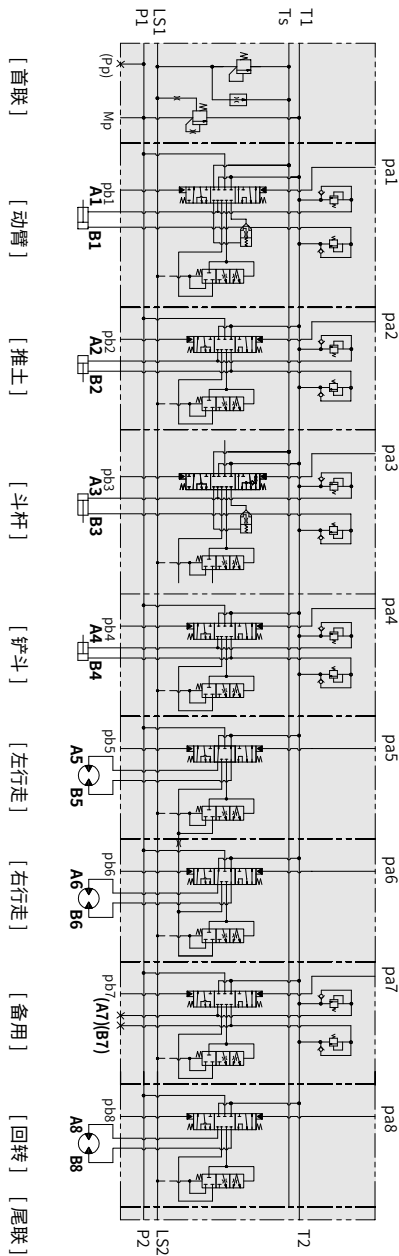 P1 LS1 Ts T1
(Pp)
Mp
[首联]
pa1
pb1
A1 B1
[动臂]
pa2
pb2
A2 B2
[推土]
pa3
pb3
A3 B3
[斗杆]
pa4
pb4
A4 B4
[铲斗]
pa5
pb5
A5 B5
[左行走]
pa6
pb6
A6 B6
[右行走]
pa7
pb7
(A7)(B7)
[备用]
pa8
pb8
A8 B8
[回转]
[尾联]
P2 LS2 T2